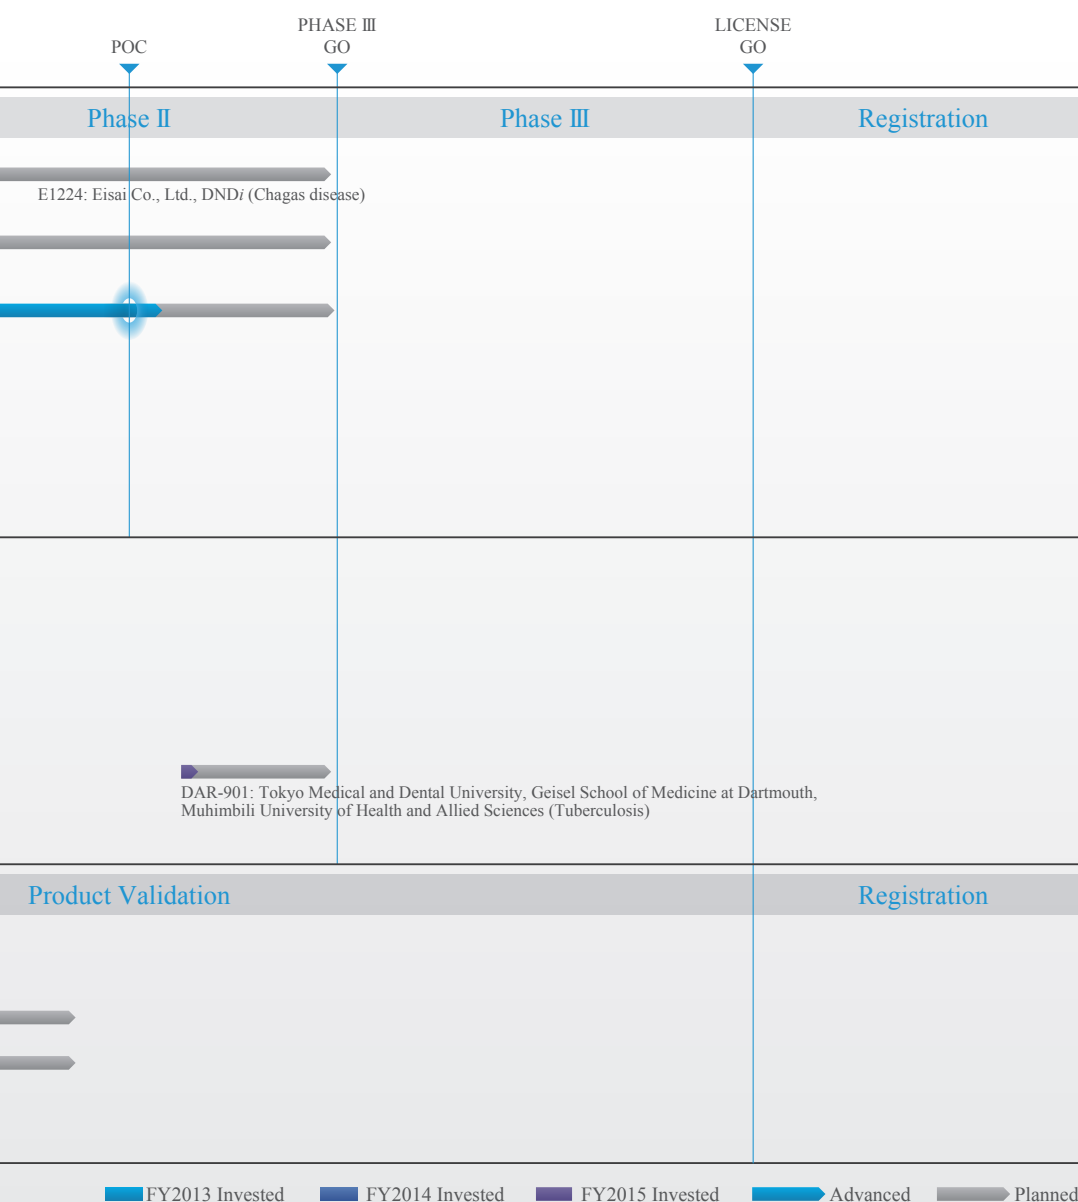 PHASE Ⅲ
GO
LICENSE
GO
POC
Phase Ⅱ
Phase Ⅲ
Registration
E1224: Eisai Co., Ltd., DNDi (Chagas disease)
DAR-901: Tokyo Medical and Dental University, Geisel School of Medicine at Dartmouth,
Muhimbili University of Health and Allied Sciences (Tuberculosis)
Product Validation
Registration
FY2013 Invested
FY2014 Invested
FY2015 Invested
Advanced
Planned